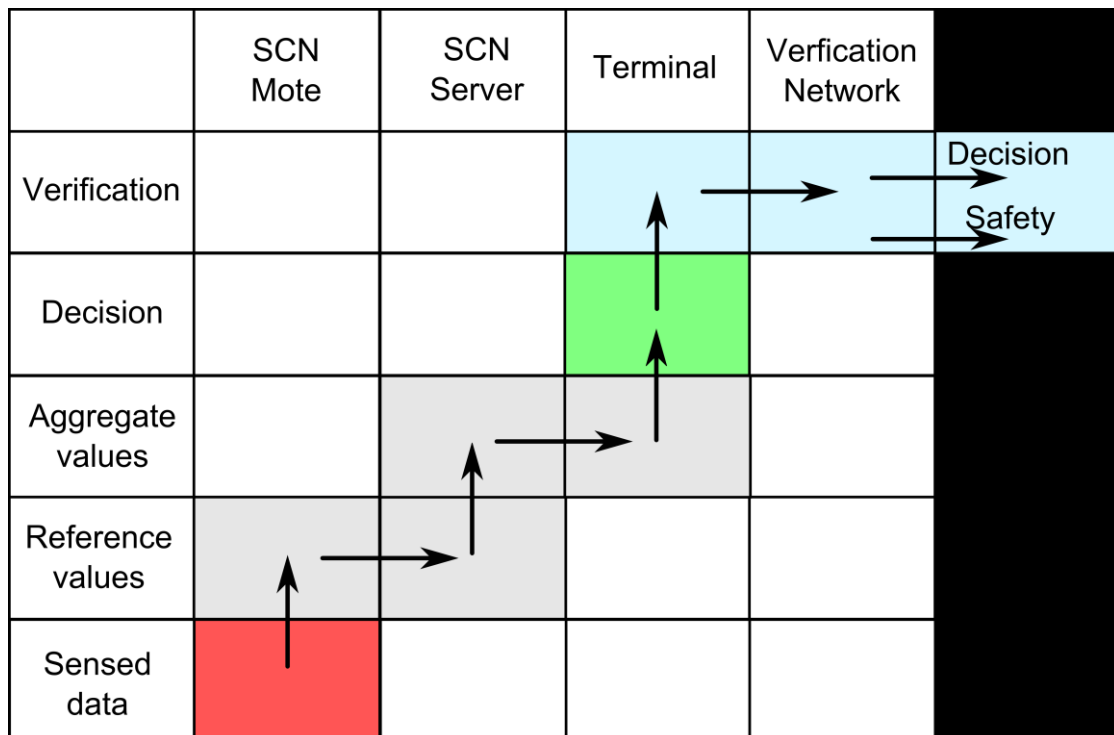 SCN
Mote
SCN
Server
Terminal
Verfication
Network
Verification
Decision
Safety
Decision
Aggregate
values
Reference
values
Sensed
data